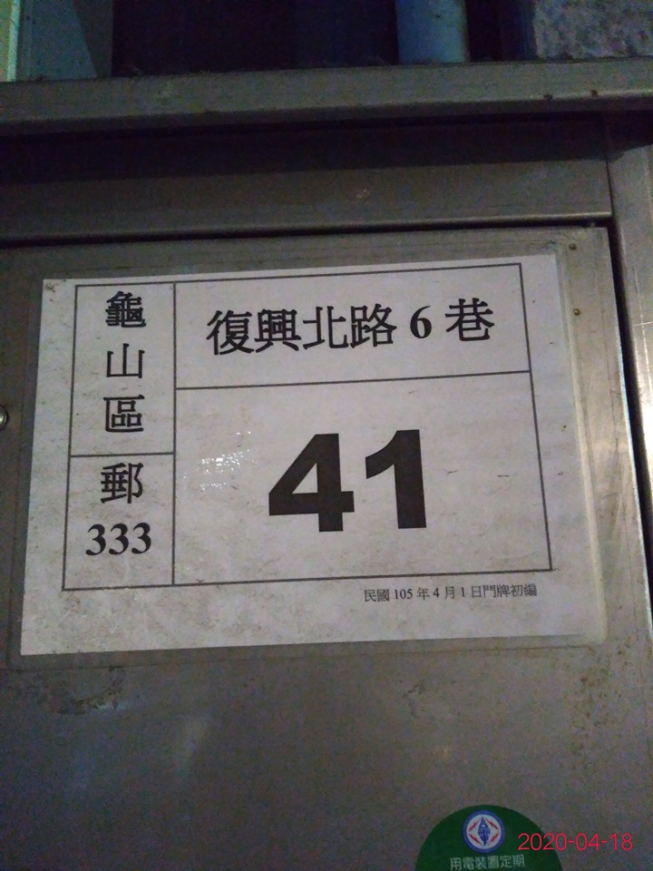 龜山區
郵
333
復興北路 6 巷
41
民國 105 年 4 月 1 日門牌初編
用電裝置定期
2020-04-18